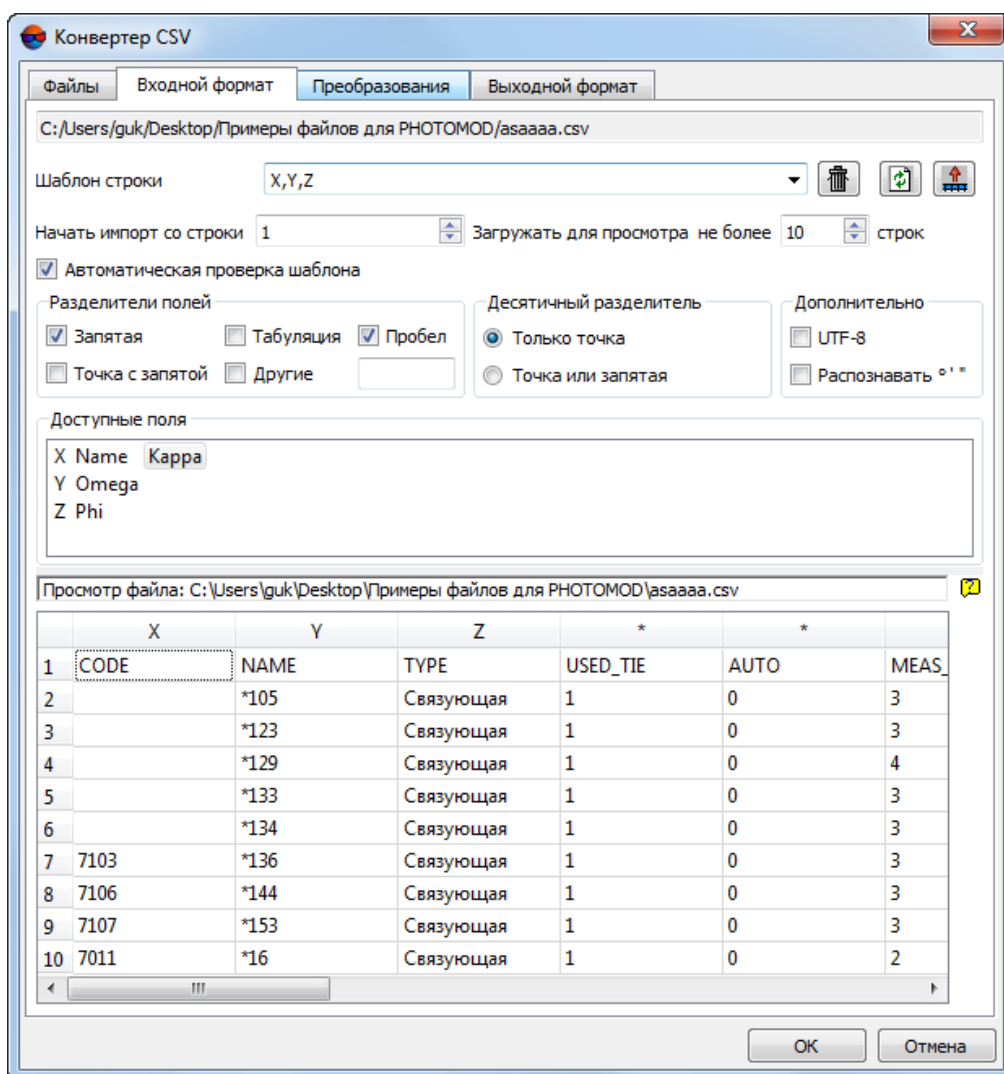 Конвертер CSV
Файлы Входной формат Преобразования Выходной формат
C:/Users/guk/Desktop/Примеры файлов для PHOTOMOD/asaaaa.csv
Шаблон строки X,Y,Z
Начать импорт со строки 1 Загружать для просмотра не более 10 строк
Автоматическая проверка шаблона
Разделители полей Десятичный разделитель Дополнительно
Запятая Табуляция Пробел Только точка UTF-8
Точка с запятой Другие Точка или запятая Распознавать °'"
Доступные поля
X Name Kappa
Y Omega
Z Phi
Просмотр файла: C:\Users\guk\Desktop\Примеры файлов для PHOTOMOD\asaaaa.csv
X Y Z * *
1 CODE NAME TYPE USED_TIE AUTO MEAS_
2 *105 Связующая 1 0 3
3 *123 Связующая 1 0 3
4 *129 Связующая 1 0 4
5 *133 Связующая 1 0 3
6 *134 Связующая 1 0 3
7 7103 *136 Связующая 1 0 3
8 7106 *144 Связующая 1 0 3
9 7107 *153 Связующая 1 0 3
10 7011 *16 Связующая 1 0 2
OK Отмена